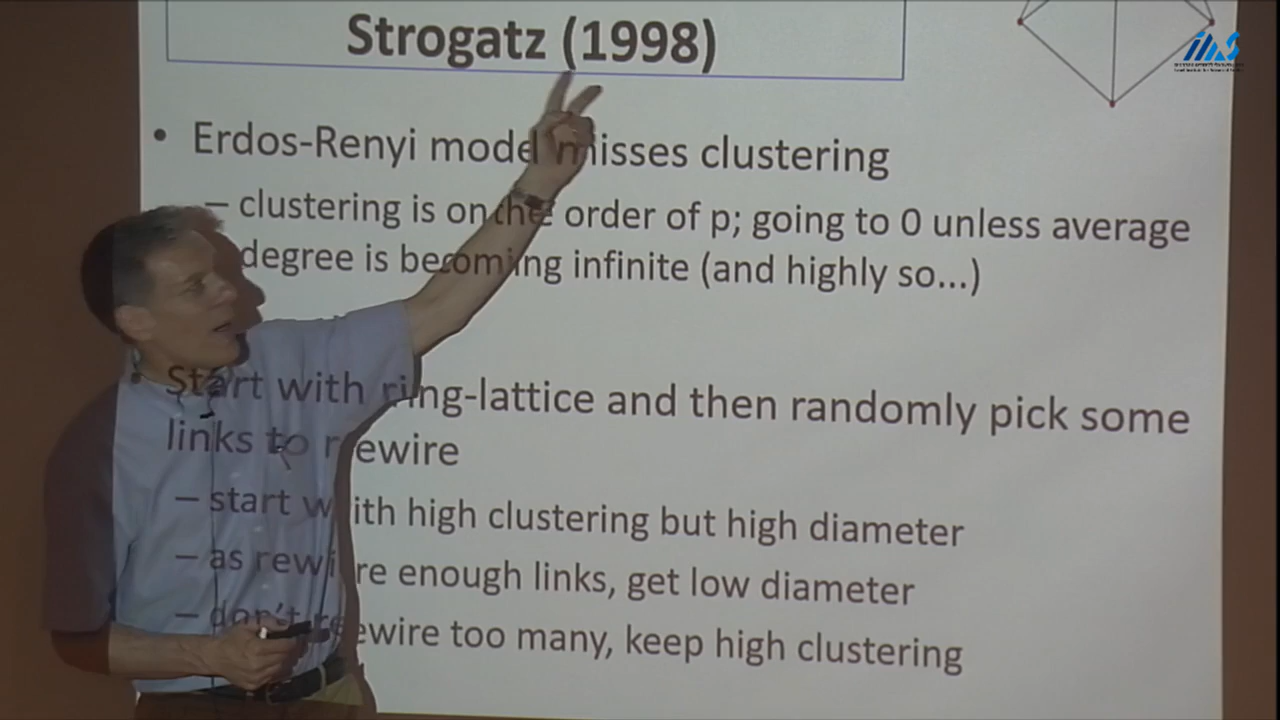 Strogatz (1998)
• Erdos-Renyi model misses clustering
– clustering is on the order of p; going to 0 unless average
degree is becoming infinite (and highly so...)
Start with ring-lattice and then randomly pick some
links to rewire
– start with high clustering but high diameter
– as rewire enough links, get low diameter
– don't rewire too many, keep high clustering